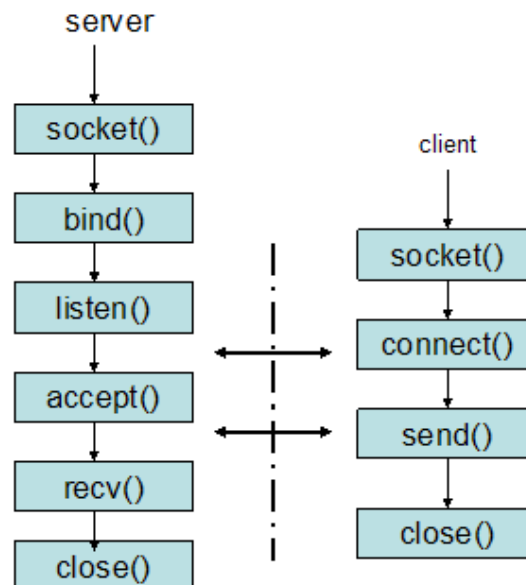 server
socket()
bind()
listen()
accept()
recv()
close()
client
socket()
connect()
send()
close()